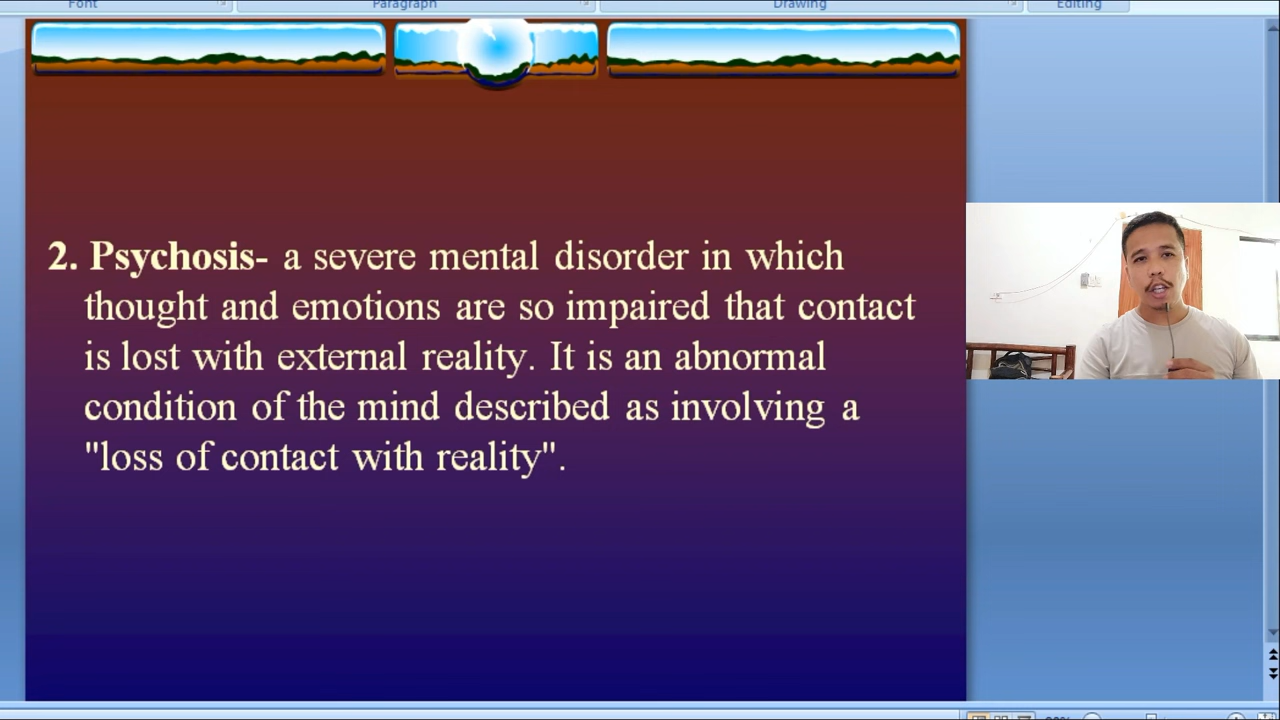 Font Paragraph Drawing Editing
2. Psychosis- a severe mental disorder in which
thought and emotions are so impaired that contact
is lost with external reality. It is an abnormal
condition of the mind described as involving a
"loss of contact with reality".